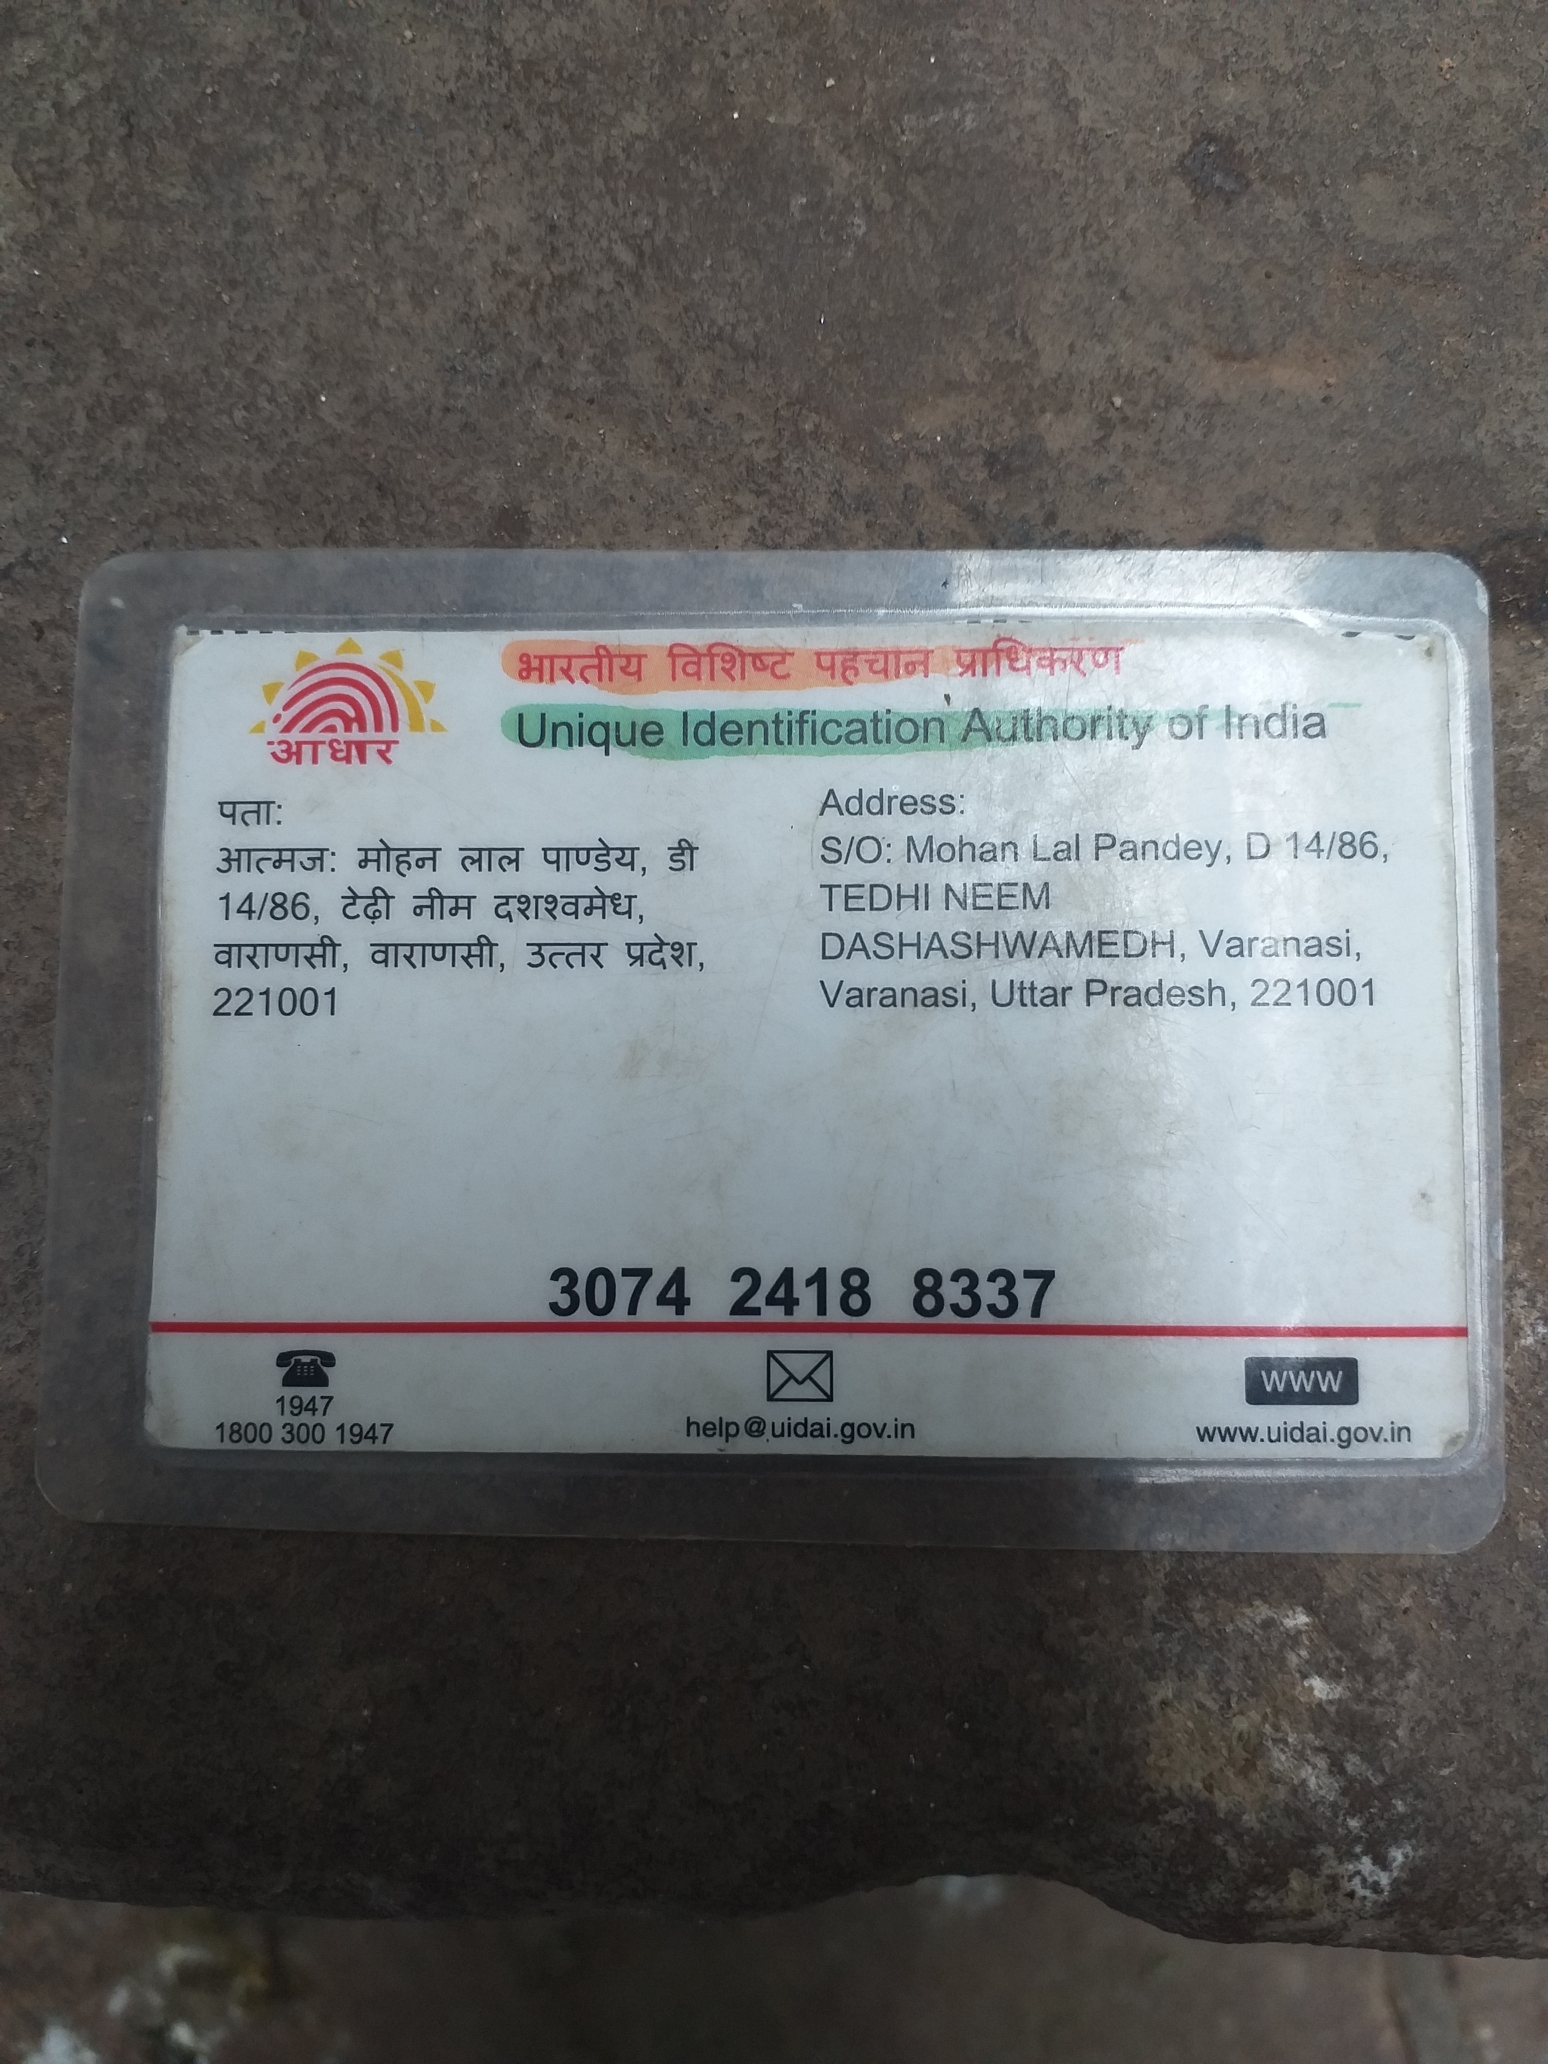 आधार
भारतीय विशिष्ट पहचान प्राधिकरण
Unique Identification Authority of India
पता:
आत्मज: मोहन लाल पाण्डेय, डी
14/86, टेढ़ी नीम दशश्वमेध,
वाराणसी, वाराणसी, उत्तर प्रदेश,
221001
Address:
S/O: Mohan Lal Pandey, D 14/86,
TEDHI NEEM
DASHASHWAMEDH, Varanasi,
Varanasi, Uttar Pradesh, 221001
3074 2418 8337
1947
1800 300 1947
help@uidai.gov.in
www
www.uidai.gov.in